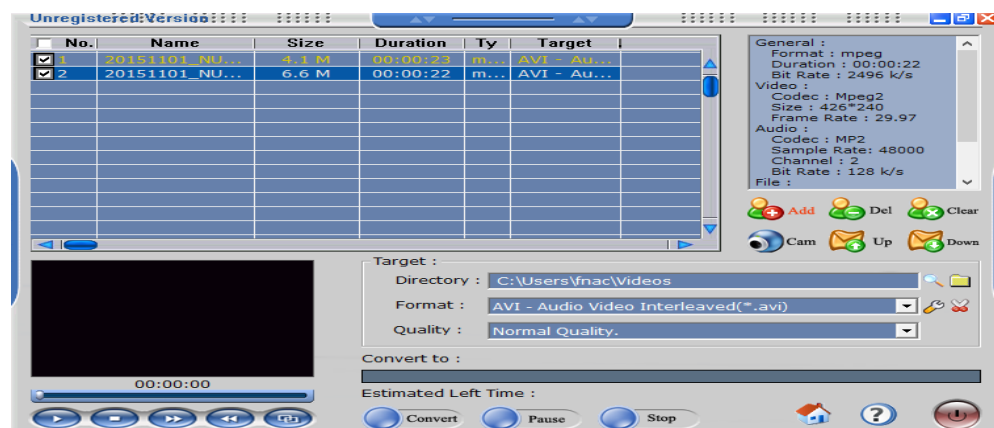 Unregistered Version
No. Name Size Duration Ty Target
1 20151101_NU... 4.1 M 00:00:23 m... AVI - Au...
2 20151101_NU... 6.6 M 00:00:22 m... AVI - Au...
General :
Format : mpeg
Duration : 00:00:22
Bit Rate : 2496 k/s
Video :
Codec : Mpeg2
Size : 426*240
Frame Rate : 29.97
Audio :
Codec : MP2
Sample Rate: 48000
Channel : 2
Bit Rate : 128 k/s
File :
Add Del Clear
Cam Up Down
Target :
Directory : C:\Users\fnac\Videos
Format : AVI - Audio Video Interleaved(*.avi)
Quality : Normal Quality.
Convert to :
00:00:00
Estimated Left Time :
Convert Pause Stop